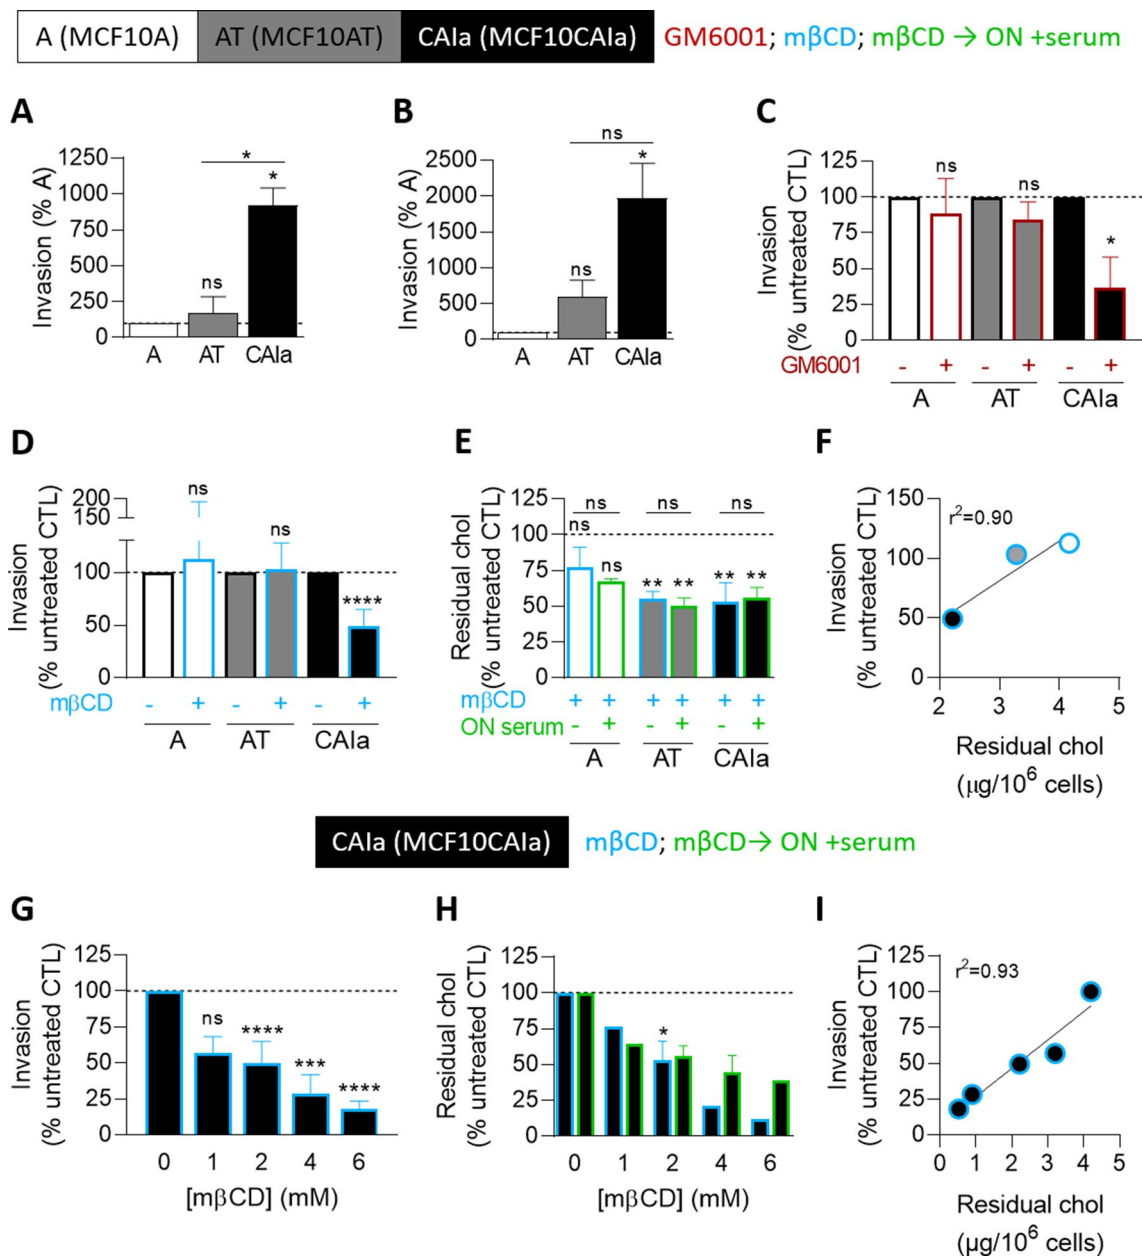 A (MCF10A) AT (MCF10AT) CAIa (MCF10CAIa) GM6001; mβCD; mβCD → ON +serum
A
Invasion (% A)
1250
1000
750
500
250
0
ns
*
*
A AT CAIa
B
Invasion (% A)
2500
2000
1500
1000
500
0
ns
ns
*
A AT CAIa
C
Invasion
(% untreated CTL)
125
100
75
50
25
0
ns ns *
GM6001 - + - + - +
A AT CAIa
D
Invasion
(% untreated CTL)
200
150
100
50
0
ns ns ****
mβCD - + - + - +
A AT CAIa
E
Residual chol
(% untreated CTL)
125
100
75
50
25
0
ns ns ns
ns ns ** ** ** **
mβCD + + + + + +
ON serum - + - + - +
A AT CAIa
F
Invasion
(% untreated CTL)
150
100
50
0
r²=0.90
2 3 4 5
Residual chol
(μg/10⁶ cells)
CAIa (MCF10CAIa) mβCD; mβCD→ ON +serum
G
Invasion
(% untreated CTL)
125
100
75
50
25
0
ns **** *** ****
0 1 2 4 6
[mβCD] (mM)
H
Residual chol
(% untreated CTL)
125
100
75
50
25
0
*
0 1 2 4 6
[mβCD] (mM)
I
Invasion
(% untreated CTL)
125
100
75
50
25
0
r²=0.93
0 1 2 3 4 5
Residual chol
(μg/10⁶ cells)